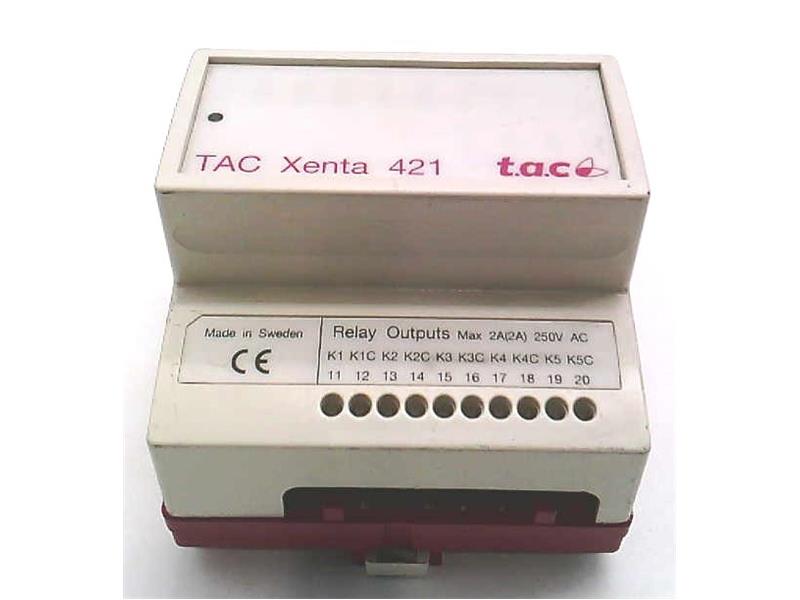 TAC Xenta 421
t.a.c
Made in Sweden
CE
Relay Outputs Max 2A(2A) 250V AC
K1 K1C K2 K2C K3 K3C K4 K4C K5 K5C
11 12 13 14 15 16 17 18 19 20